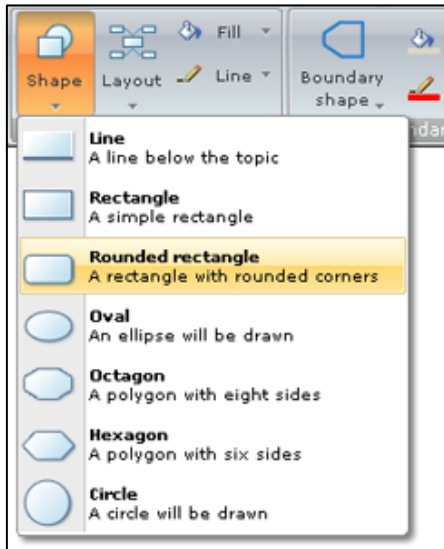 Fill
Shape Layout Line Boundary
shape
Line
A line below the topic
Rectangle
A simple rectangle
Rounded rectangle
A rectangle with rounded corners
Oval
An ellipse will be drawn
Octagon
A polygon with eight sides
Hexagon
A polygon with six sides
Circle
A circle will be drawn